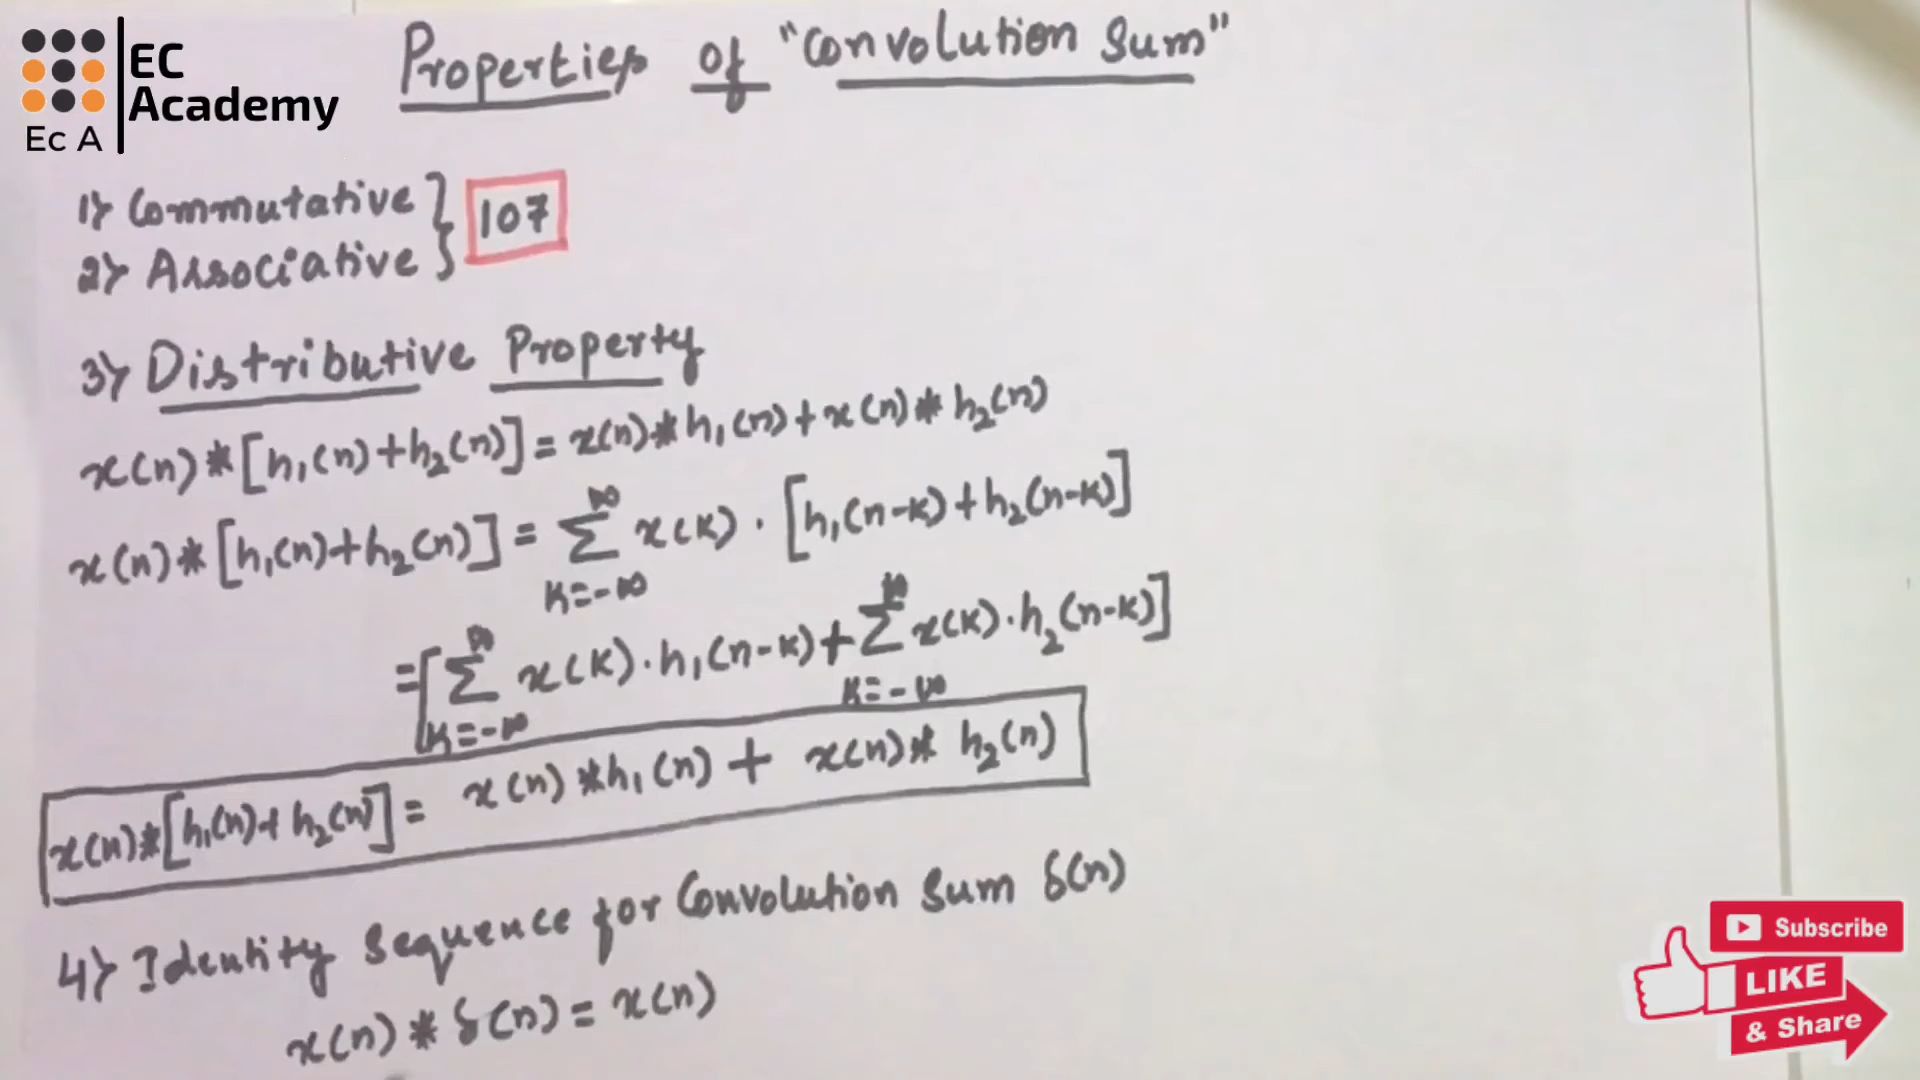 EC
Academy
Ec A
Properties of "Convolution Sum"
1) Commutative }
2) Associative } 107
3) Distributive Property
x(n) * [h₁(n)+h₂(n)] = x(n)*h₁(n)+x(n)*h₂(n)
x(n)*[h₁(n)+h₂(n)] = ∞∑k=-∞ x(k) · [h₁(n-k)+h₂(n-k)]
=[∞∑k=-∞ x(k)·h₁(n-k)+∞∑k=-∞ x(k)·h₂(n-k)]
x(n)*[h₁(n)+h₂(n)] = x(n)*h₁(n) + x(n)*h₂(n)
4) Identity Sequence for Convolution Sum δ(n)
x(n) * δ(n) = x(n)
Subscribe
LIKE
& Share